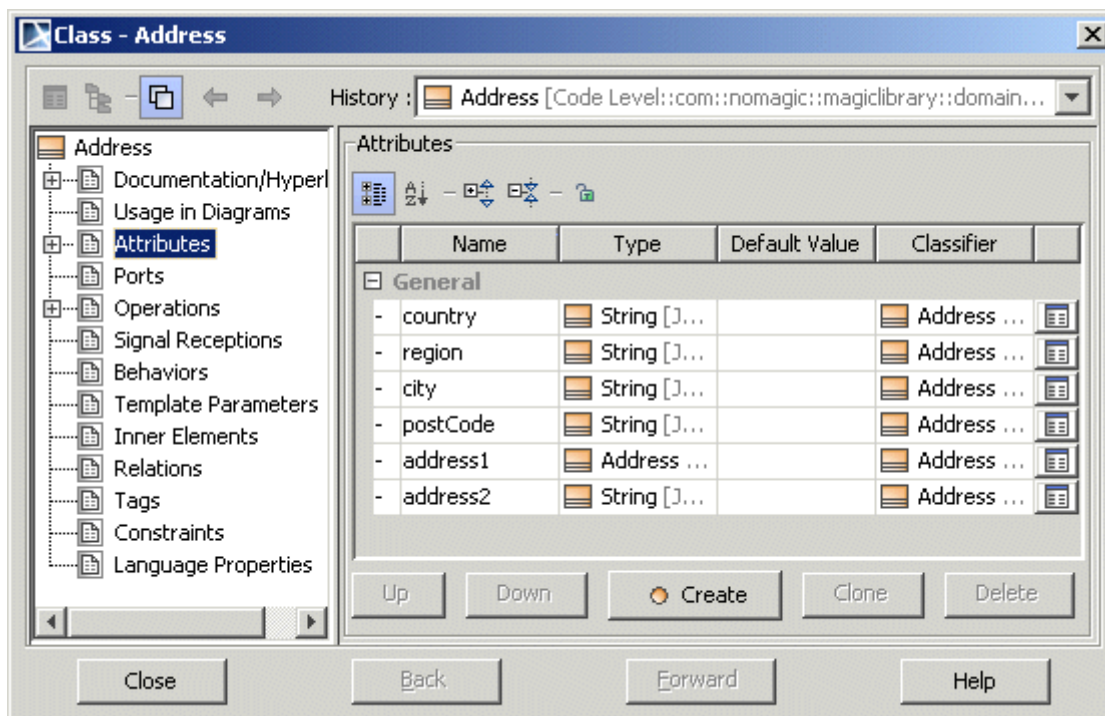 Class - Address
History : Address [Code Level::com::nomagic::magiclibrary::domain...
Address
Documentation/Hyperl
Usage in Diagrams
Attributes
Ports
Operations
Signal Receptions
Behaviors
Template Parameters
Inner Elements
Relations
Tags
Constraints
Language Properties
Attributes
Name Type Default Value Classifier
General
- country String [J... Address ...
- region String [J... Address ...
- city String [J... Address ...
- postCode String [J... Address ...
- address1 Address ... Address ...
- address2 String [J... Address ...
Up Down Create Clone Delete
Close Back Forward Help